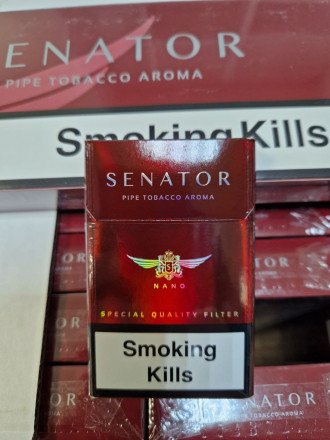 SENATOR
PIPE TOBACCO AROMA
Smoking Kills
SENATOR
PIPE TOBACCO AROMA
S
NANO
SPECIAL QUALITY FILTER
Smoking
Kills